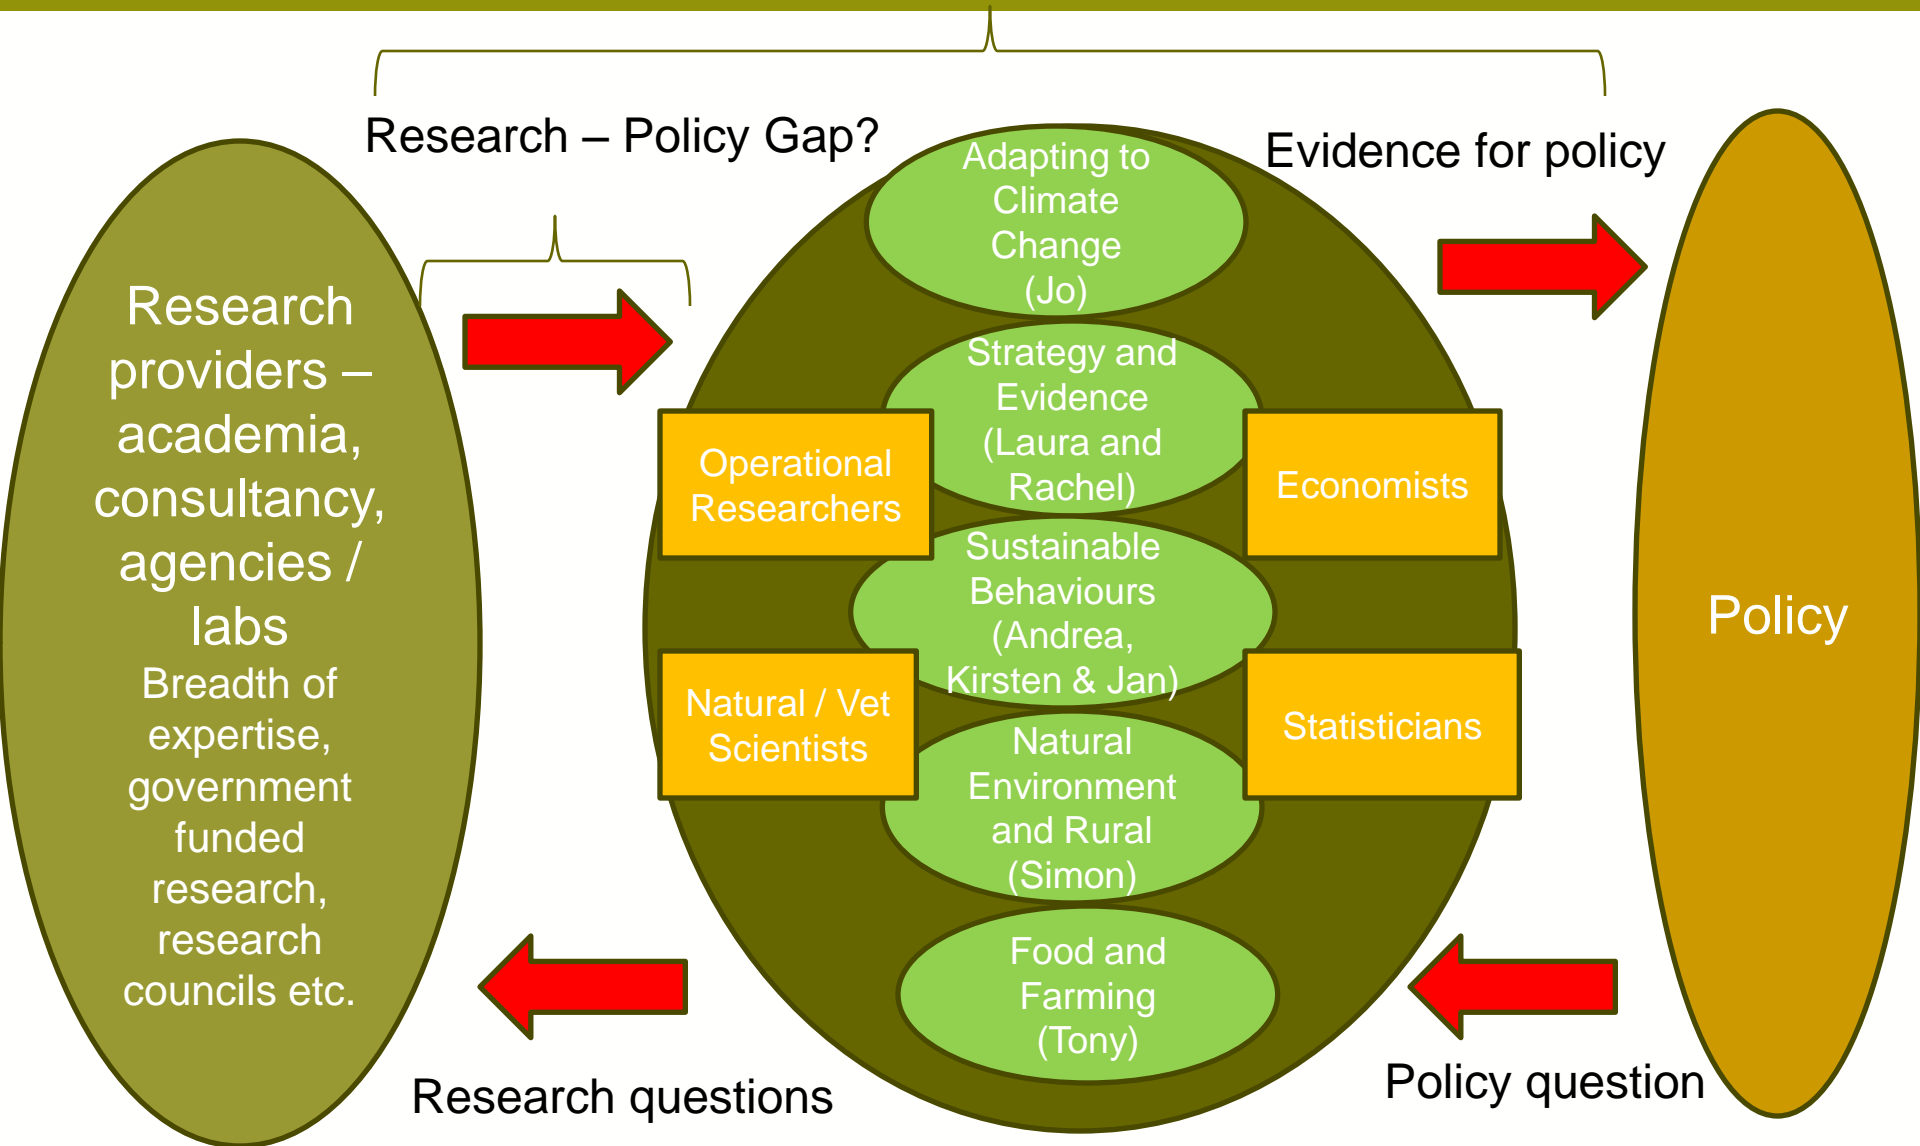 Research – Policy Gap?
Evidence for policy
Research
providers –
academia,
consultancy,
agencies /
labs
Breadth of
expertise,
government
funded
research,
research
councils etc.
Adapting to
Climate
Change
(Jo)
Strategy and
Evidence
(Laura and
Rachel)
Operational
Researchers
Economists
Sustainable
Behaviours
(Andrea,
Kirsten & Jan)
Natural / Vet
Scientists
Statisticians
Natural
Environment
and Rural
(Simon)
Food and
Farming
(Tony)
Policy
Research questions
Policy question